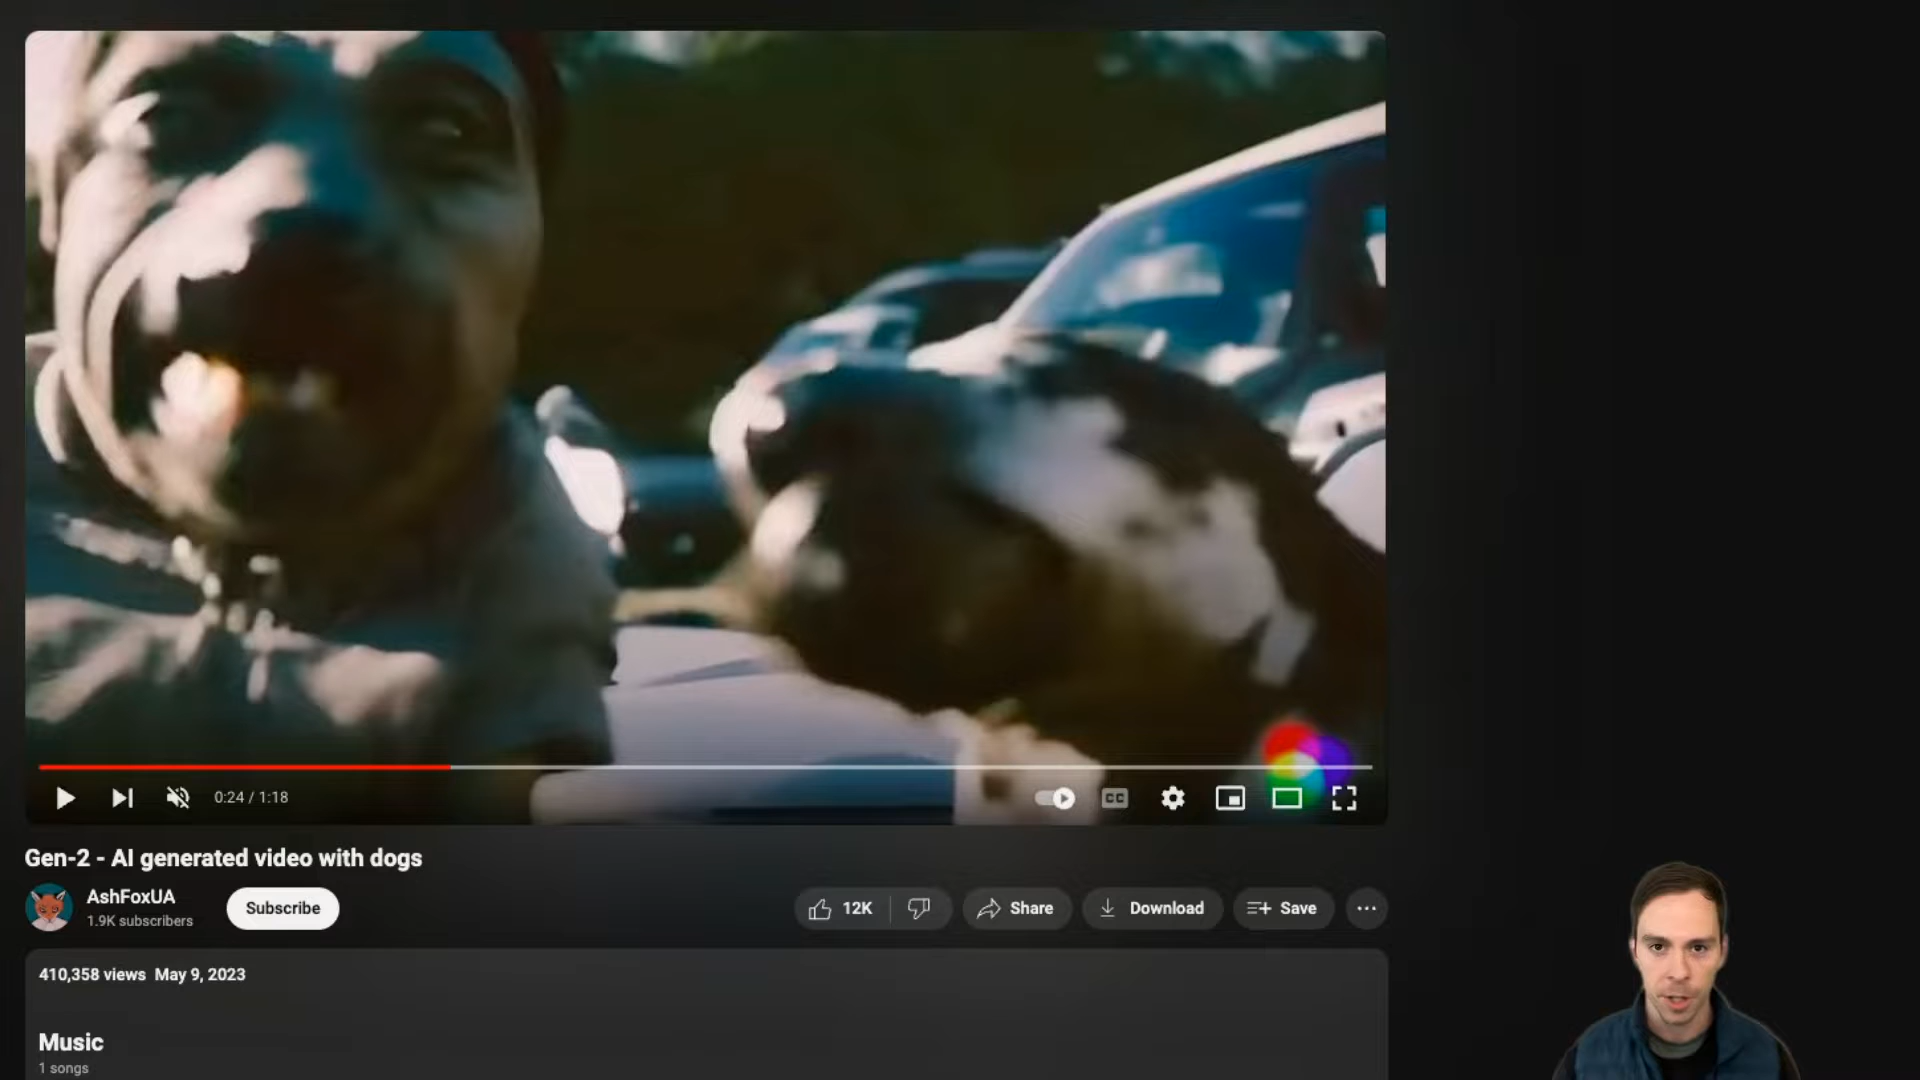 0:24 / 1:18
CC
Gen-2 - AI generated video with dogs
AshFoxUA
1.9K subscribers
Subscribe
12K
Share
Download
Save
410,358 views May 9, 2023
Music
1 songs